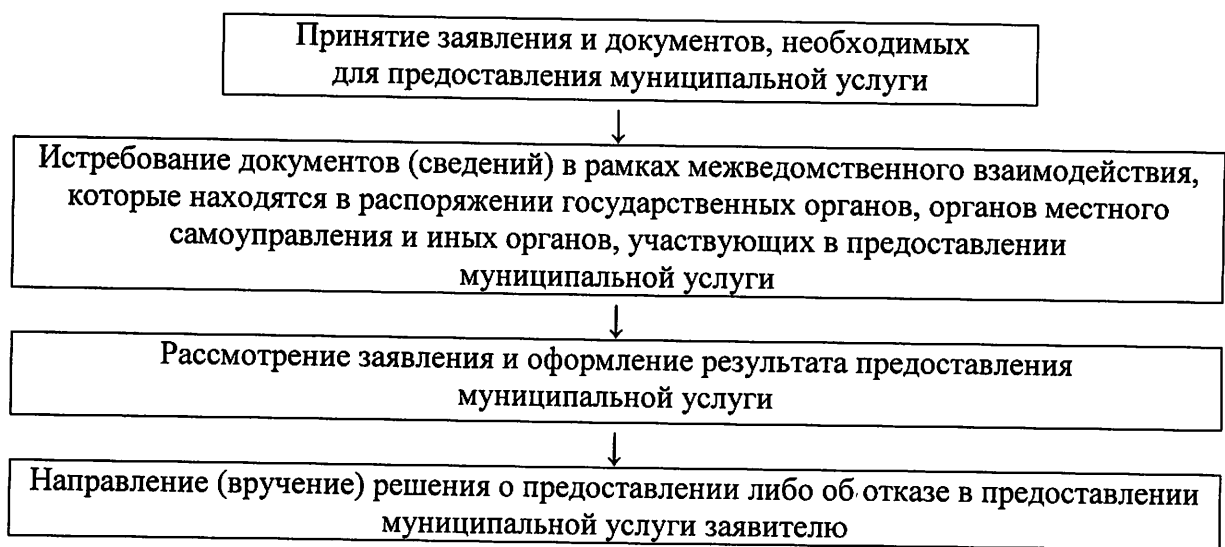 Принятие заявления и документов, необходимых
для предоставления муниципальной услуги
↓
Истребование документов (сведений) в рамках межведомственного взаимодействия,
которые находятся в распоряжении государственных органов, органов местного
самоуправления и иных органов, участвующих в предоставлении
муниципальной услуги
↓
Рассмотрение заявления и оформление результата предоставления
муниципальной услуги
↓
Направление (вручение) решения о предоставлении либо об отказе в предоставлении
муниципальной услуги заявителю